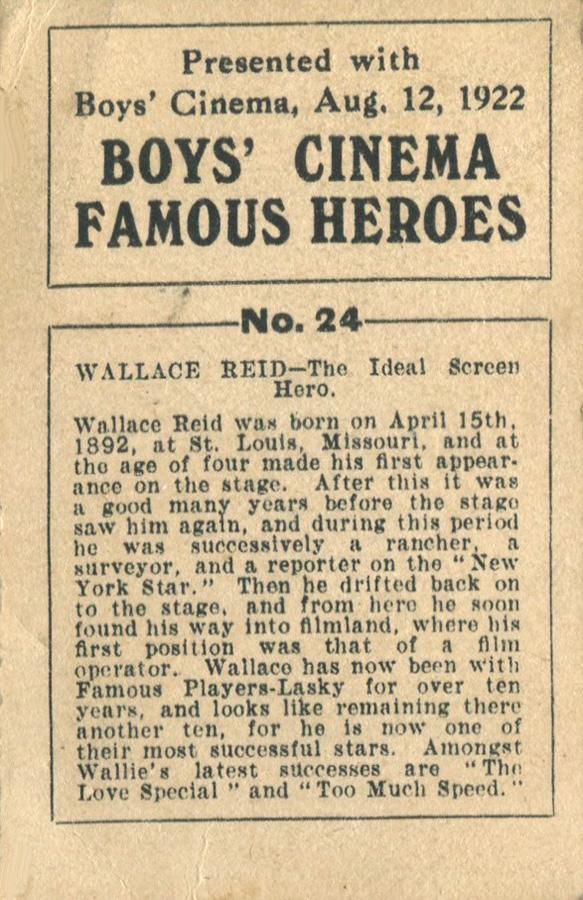 Presented with
Boys' Cinema, Aug. 12, 1922
BOYS' CINEMA
FAMOUS HEROES
No. 24
WALLACE REID—The Ideal Screen
Hero.
Wallace Reid was born on April 15th,
1892, at St. Louis, Missouri, and at
the age of four made his first appear-
ance on the stage. After this it was
a good many years before the stage
saw him again, and during this period
he was successively a rancher, a
surveyor, and a reporter on the "New
York Star." Then he drifted back on
to the stage, and from here he soon
found his way into filmland, where his
first position was that of a film
operator. Wallace has now been with
Famous Players-Lasky for over ten
years, and looks like remaining there
another ten, for he is now one of
their most successful stars. Amongst
Wallie's latest successes are "The
Love Special" and "Too Much Speed."